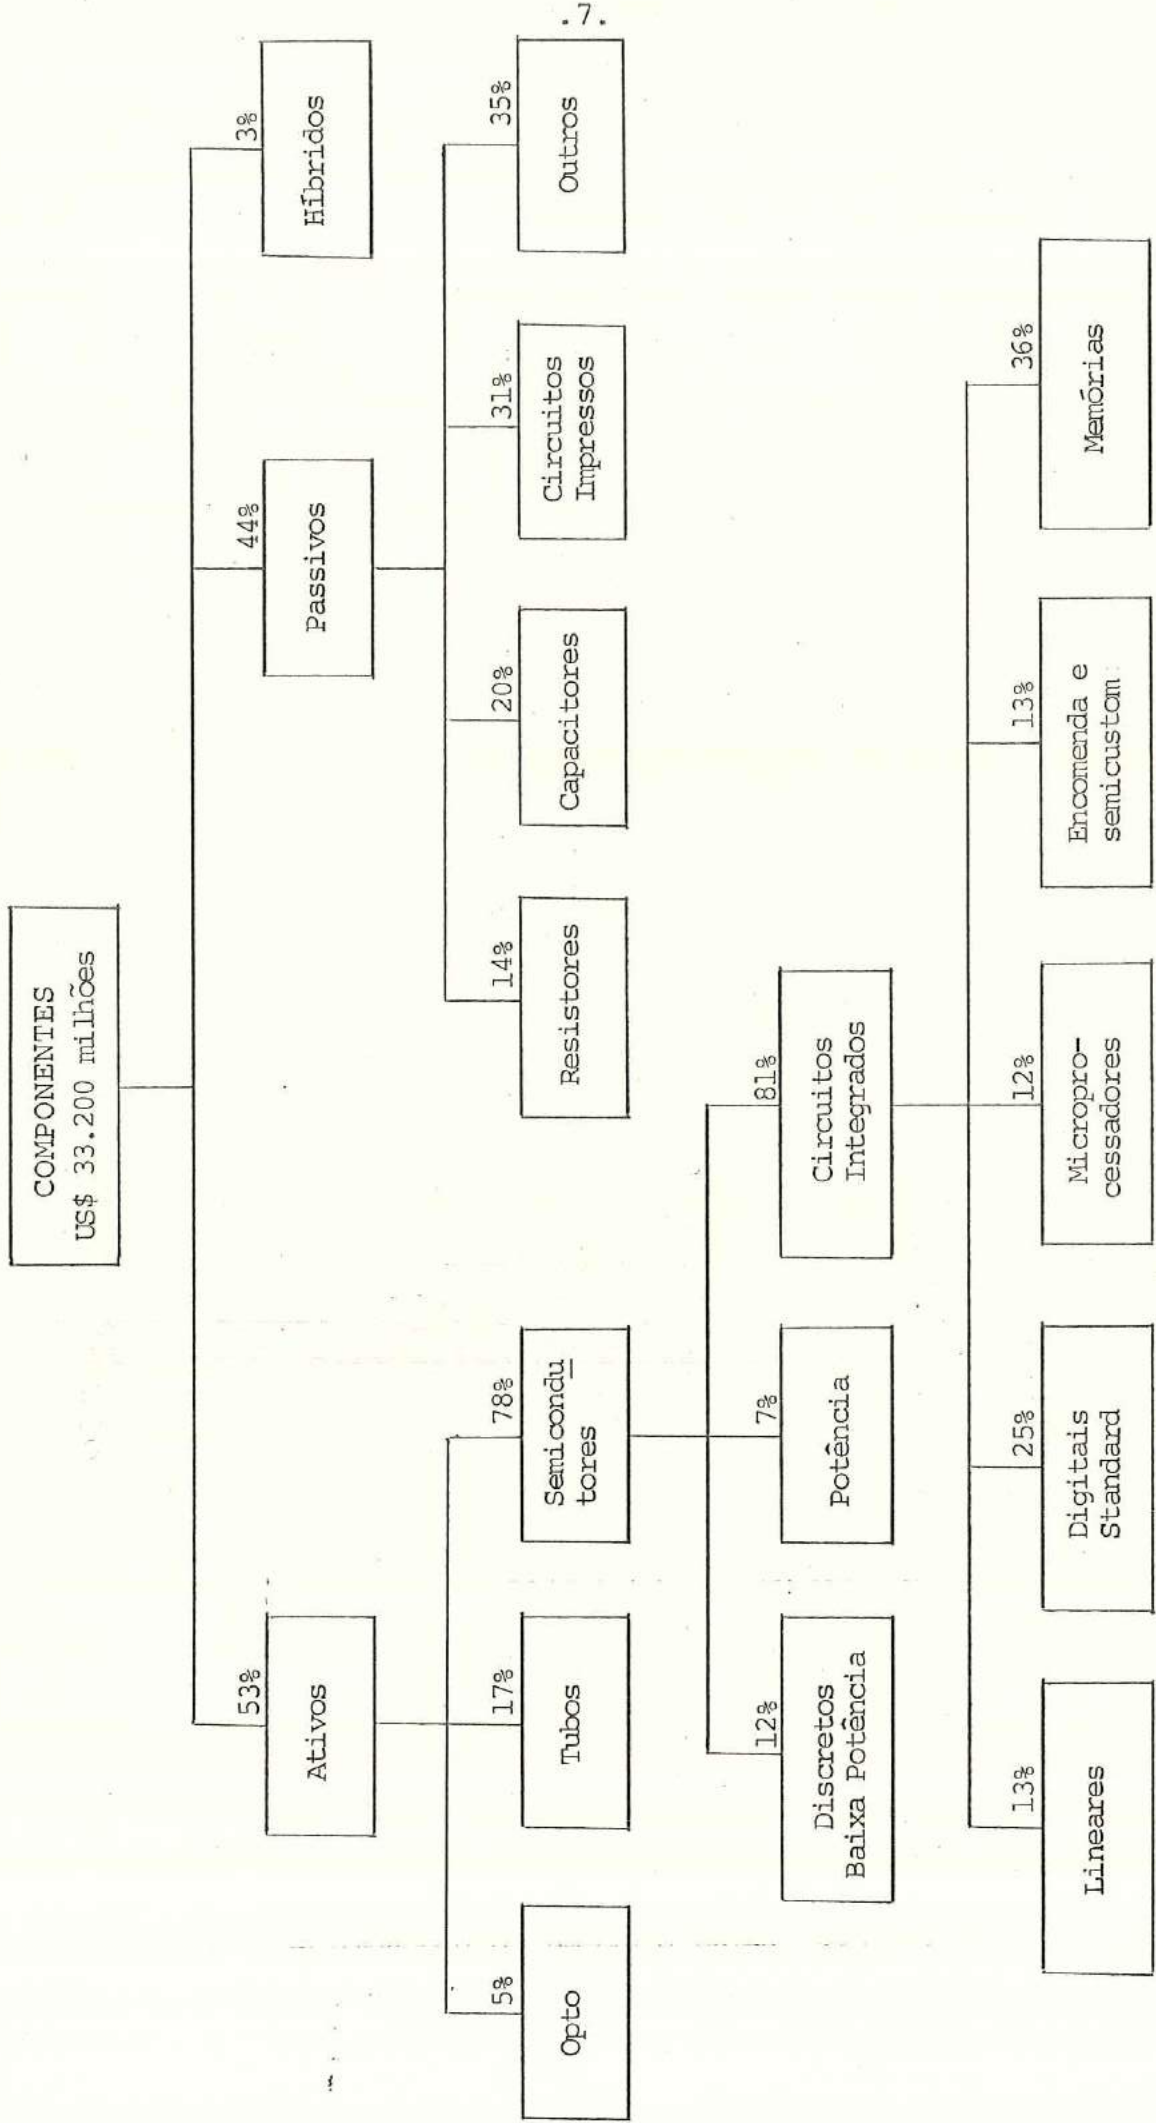 .7.
COMPONENTES
US$ 33.200 milhões
53%
Ativos
44%
Passivos
3%
Híbridos
5%
Opto
17%
Tubos
78%
Semicondu
tores
14%
Resistores
20%
Capacitores
31%
Circuitos
Impressos
35%
Outros
12%
Discretos
Baixa Potência
7%
Potência
81%
Circuitos
Integrados
13%
Lineares
25%
Digitais
Standard
12%
Micropro-
cessadores
13%
Encomenda e
semicustom
36%
Memórias